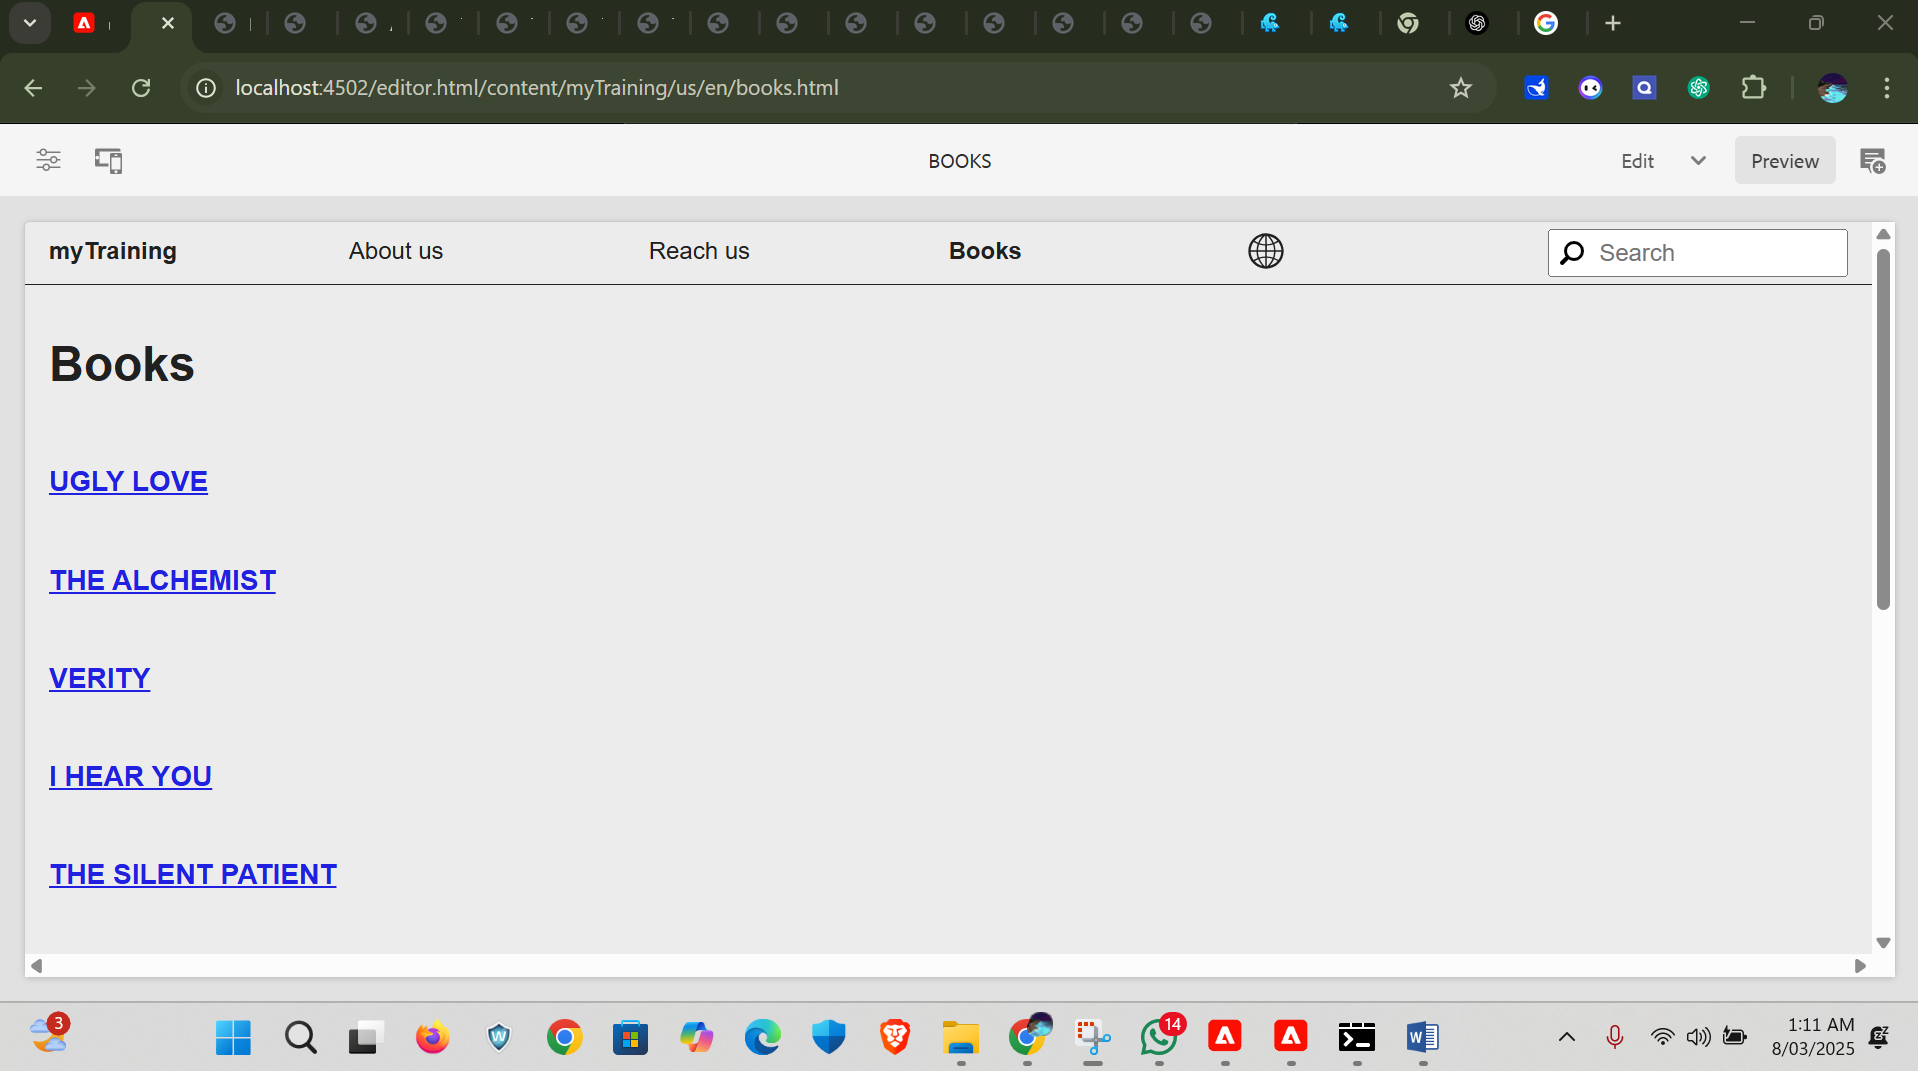 localhost:4502/editor.html/content/myTraining/us/en/books.html
BOOKS
Edit
Preview
myTraining
About us
Reach us
Books
Search
Books
UGLY LOVE
THE ALCHEMIST
VERITY
I HEAR YOU
THE SILENT PATIENT
3
14
1:11 AM
8/03/2025